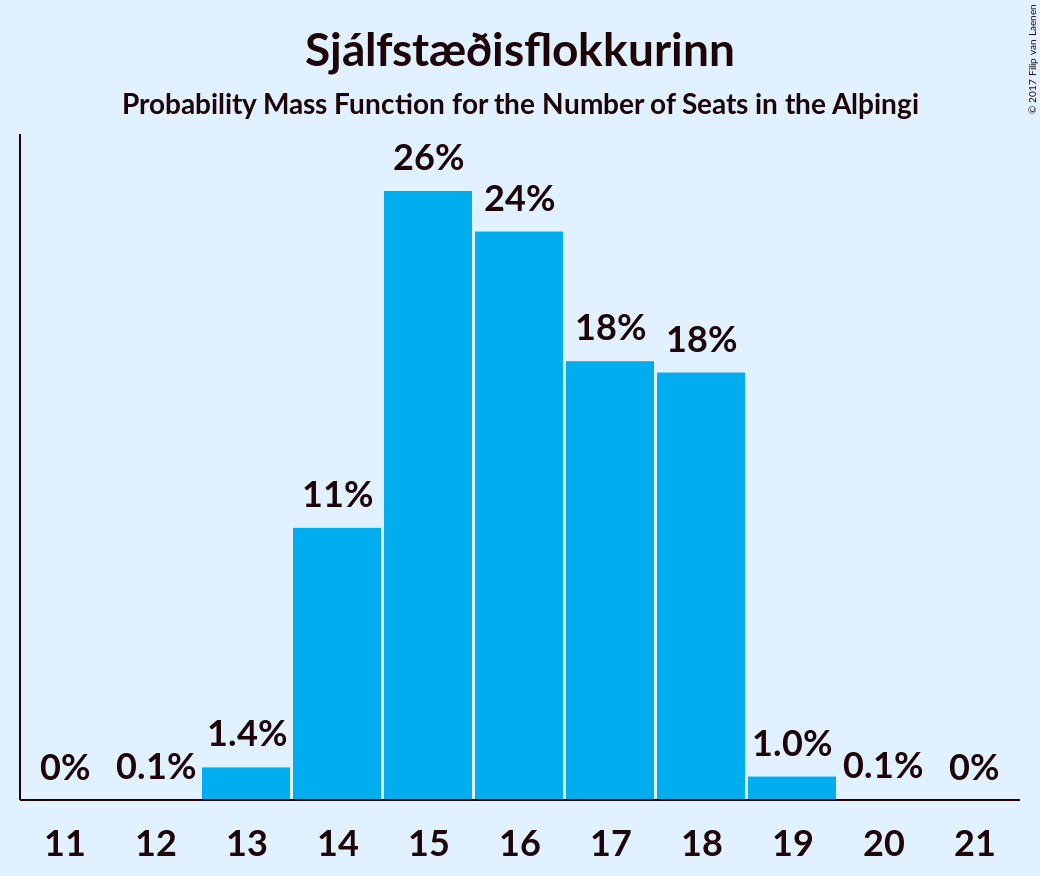 Sjálfstæðisflokkurinn
Probability Mass Function for the Number of Seats in the Alþingi
© 2017 Filip van Laenen
26%
24%
18%
18%
11%
1.4%
1.0%
0%
0.1%
0.1%
0%
11 12 13 14 15 16 17 18 19 20 21